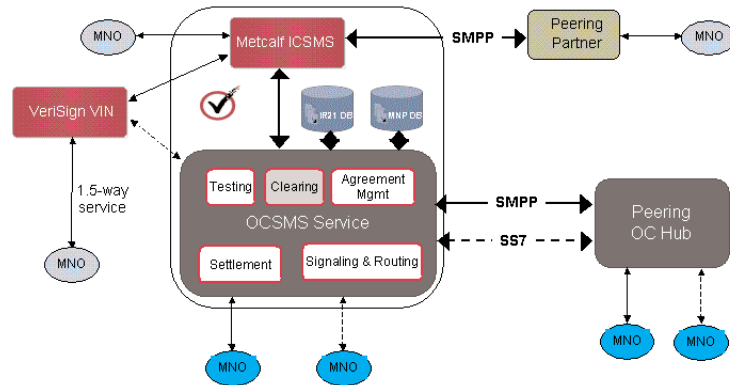 MNO
Metcalf ICSMS
SMPP
Peering
Partner
MNO
VeriSign VIN
IR21 DB
MNP DB
1.5-way
service
Testing
Clearing
Agreement
Mgmt
OCSMS Service
SMPP
SS7
Peering
OC Hub
Settlement
Signaling & Routing
MNO
MNO
MNO
MNO
MNO